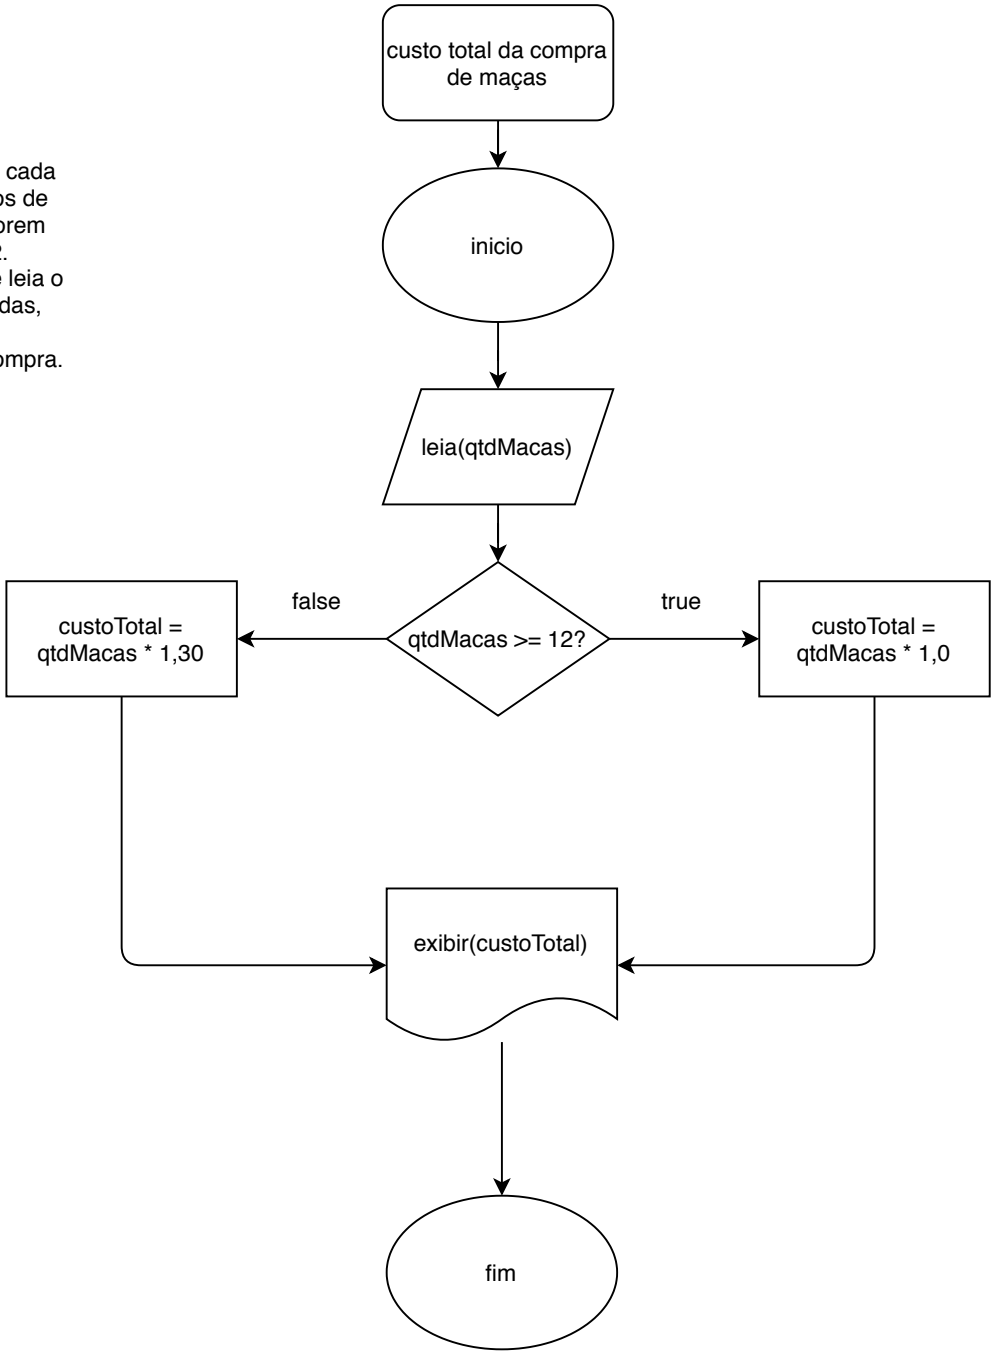 custo total da compra
de maças
cada
os de
2.
leia o
das,
ompra.
inicio
leia(qtdMacas)
false
true
custoTotal =
qtdMacas * 1,30
qtdMacas >= 12?
custoTotal =
qtdMacas * 1,0
exibir(custoTotal)
fim